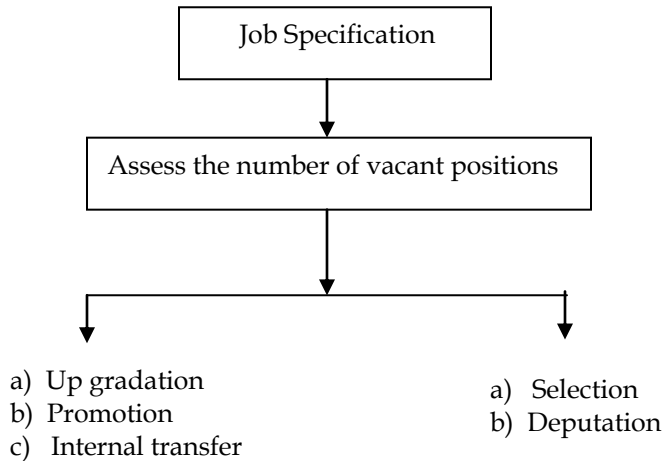 Job Specification
Assess the number of vacant positions
a) Up gradation
b) Promotion
c) Internal transfer
a) Selection
b) Deputation